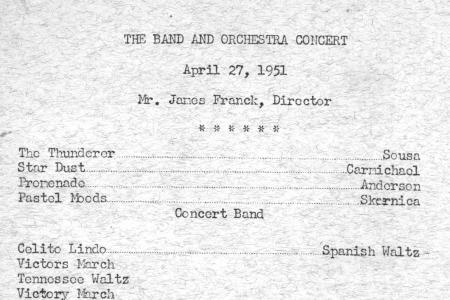 THE BAND AND ORCHESTRA CONCERT
April 27, 1951
Mr. James Franck, Director
* * * * * *
The Thunderer Sousa
Star Dust Carmichael
Promenade Anderson
Pastel Moods Skornica
Concert Band
Celito Lindo Spanish Waltz
Victors March
Tennessee Waltz
Victory March